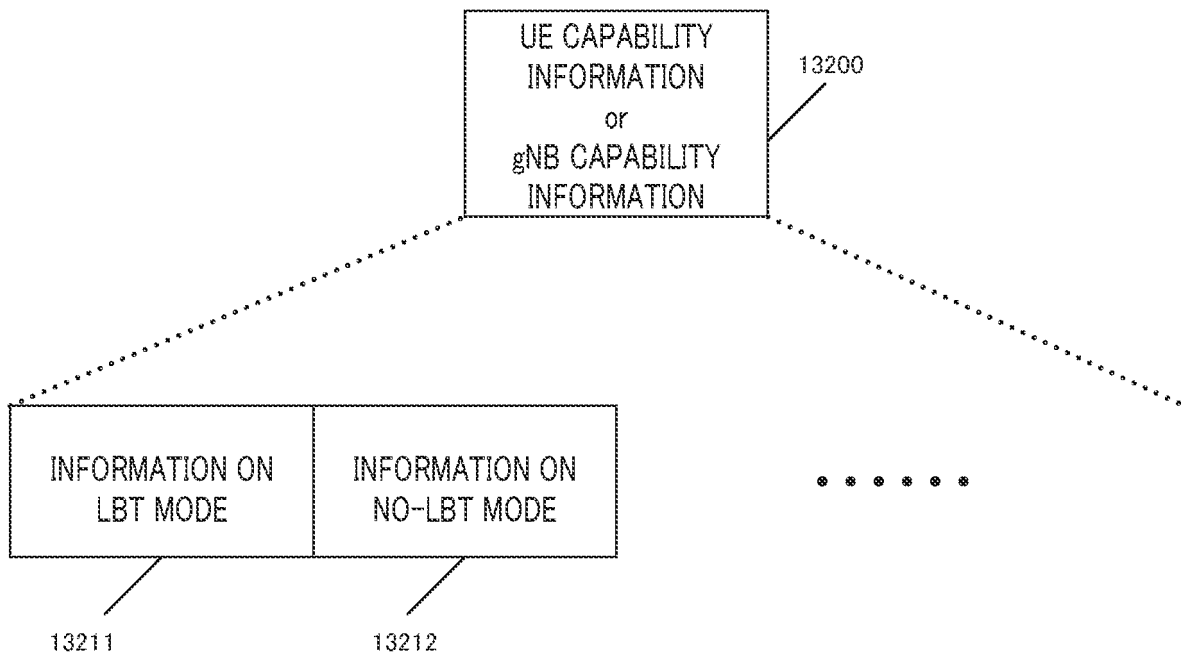 UE CAPABILITY
INFORMATION
or
gNB CAPABILITY
INFORMATION
13200
INFORMATION ON
LBT MODE
INFORMATION ON
NO-LBT MODE
13211
13212